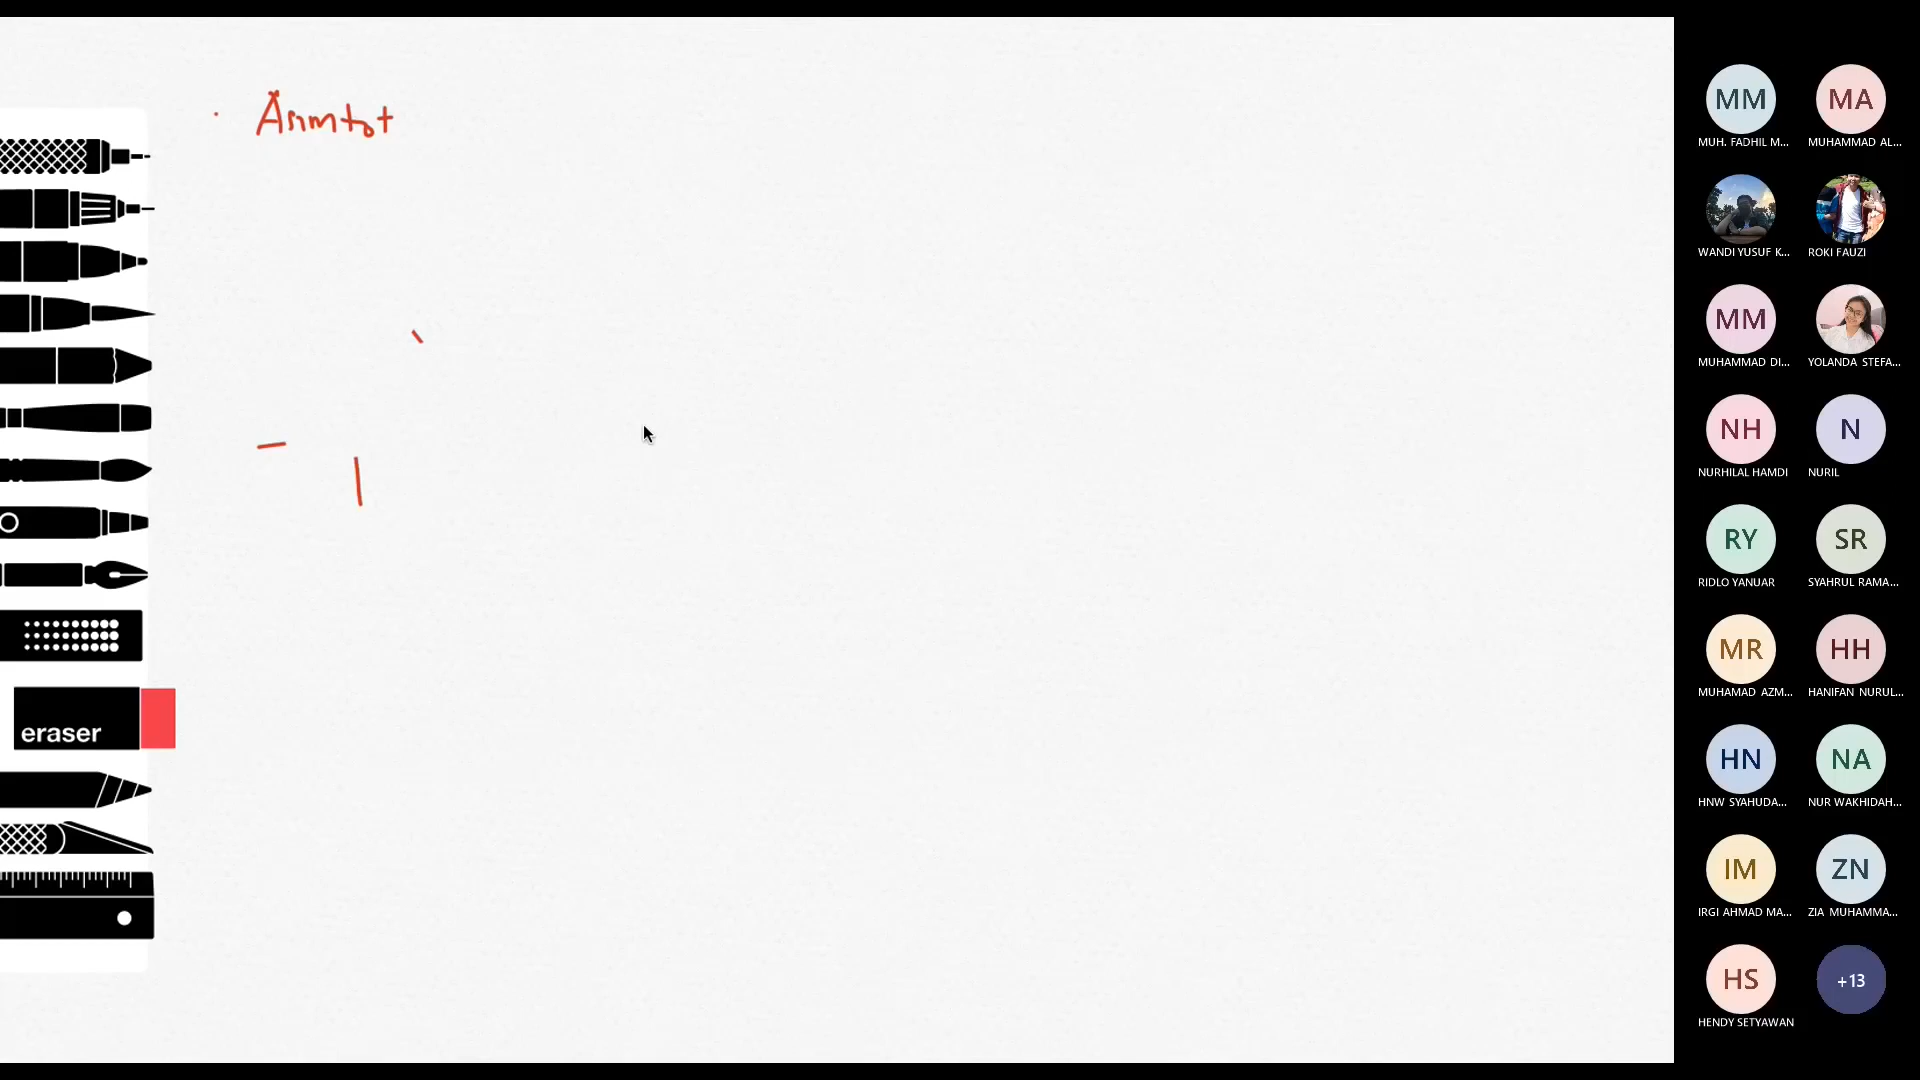 Asimtot
MM
MA
MUH. FADHIL M...
MUHAMMAD AL...
WANDI YUSUF K...
ROKI FAUZI
MM
MUHAMMAD DI...
YOLANDA STEFA...
NH
N
NURHILAL HAMDI
NURIL
RY
SR
RIDLO YANUAR
SYAHRUL RAMA...
MR
HH
MUHAMAD AZM...
HANIFAN NURUL...
eraser
HN
NA
HNW SYAHUDA...
NUR WAKHIDAH...
IM
ZN
IRGI AHMAD MA...
ZIA MUHAMMA...
HS
+13
HENDY SETYAWAN